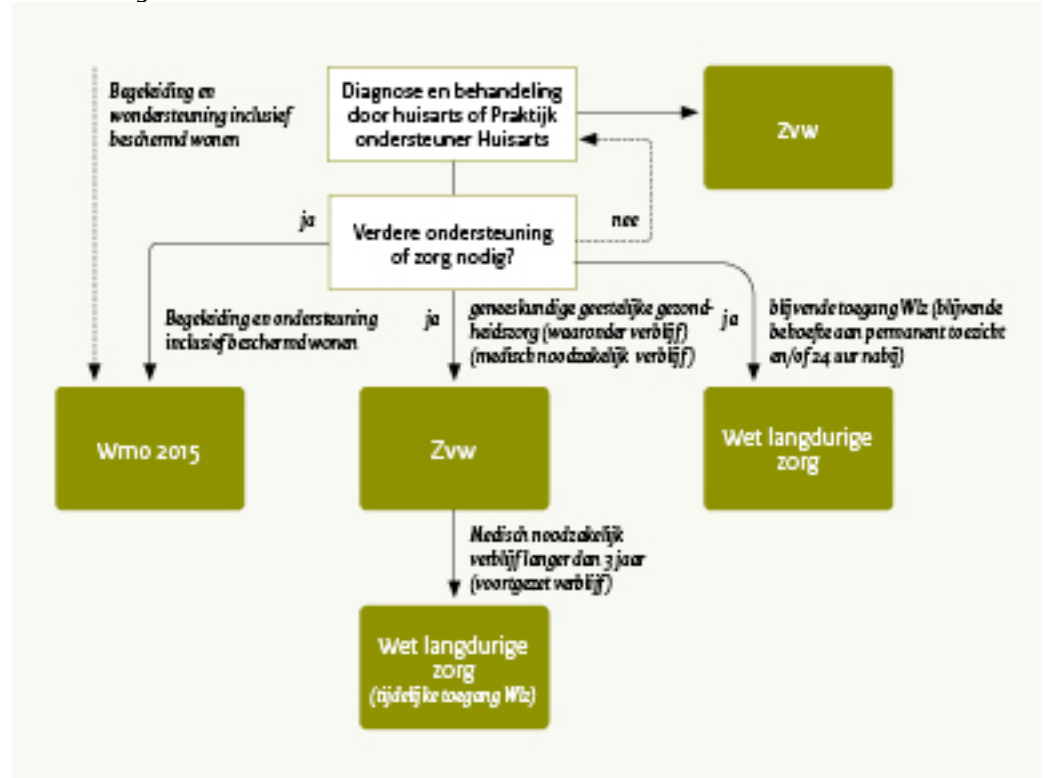 Begeleiding en
wondersteuning inclusief
beschermd wonen
Diagnose en behandeling
door huisarts of Praktijk
ondersteuner Huisarts
Zvw
ja
Verdere ondersteuning
of zorg nodig?
nee
Begeleiding en ondersteuning
inclusief beschermd wonen
ja
geneeskundige geestelijke gezond-
heidszorg (waaronder verblijf)
(medisch noodzakelijk verblijf)
ja
blijvende toegang Wlz (blijvende
behoefte aan permanent toezicht
en/of 24 uur nabij)
Wmo 2015
Zvw
Wet langdurige
zorg
Medisch noodzakelijk
verblijf langer dan 3 jaar
(voortgezet verblijf)
Wet langdurige
zorg
(tijdelijke toegang Wlz)